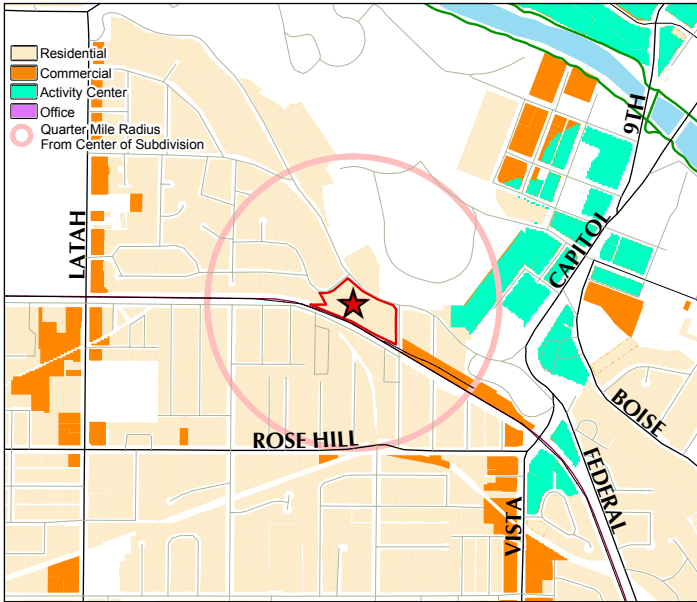 Residential
Commercial
Activity Center
Office
Quarter Mile Radius
From Center of Subdivision
9TH
LATAH
CAPITOL
BOISE
ROSE HILL
FEDERAL
VISTA